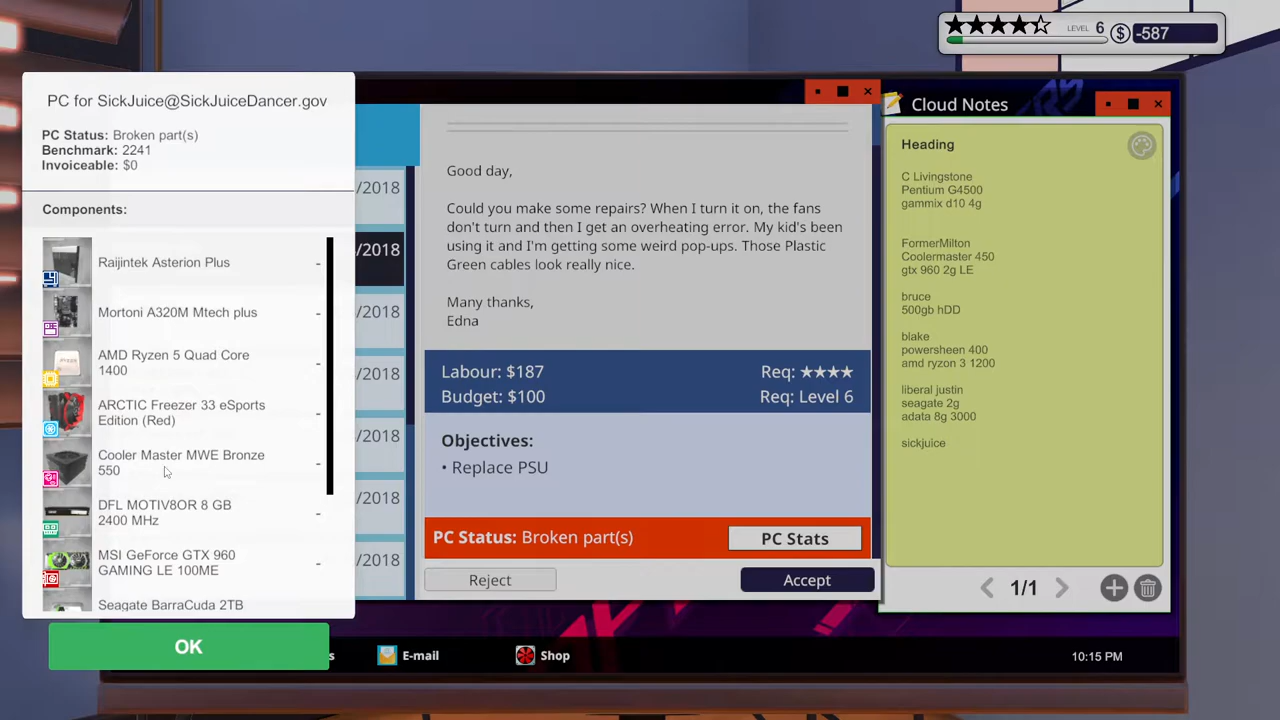 LEVEL 6 $ -587
PC for SickJuice@SickJuiceDancer.gov
PC Status: Broken part(s)
Benchmark: 2241
Invoiceable: $0
Components:
Raijintek Asterion Plus -
Mortoni A320M Mtech plus -
AMD Ryzen 5 Quad Core
1400 -
ARCTIC Freezer 33 eSports
Edition (Red) -
Cooler Master MWE Bronze
550 -
DFL MOTIV8OR 8 GB
2400 MHz -
MSI GeForce GTX 960
GAMING LE 100ME -
Seagate BarraCuda 2TB
OK
/2018
/2018
/2018
/2018
/2018
/2018
/2018
Good day,
Could you make some repairs? When I turn it on, the fans
don't turn and then I get an overheating error. My kid's been
using it and I'm getting some weird pop-ups. Those Plastic
Green cables look really nice.
Many thanks,
Edna
Labour: $187
Req: ★★★★
Budget: $100
Req: Level 6
Objectives:
• Replace PSU
PC Status: Broken part(s)
PC Stats
Reject
Accept
Cloud Notes
Heading
C Livingstone
Pentium G4500
gammix d10 4g
FormerMilton
Coolermaster 450
gtx 960 2g LE
bruce
500gb hDD
blake
powersheen 400
amd ryzon 3 1200
liberal justin
seagate 2g
adata 8g 3000
sickjuice
1/1
s
E-mail
Shop
10:15 PM